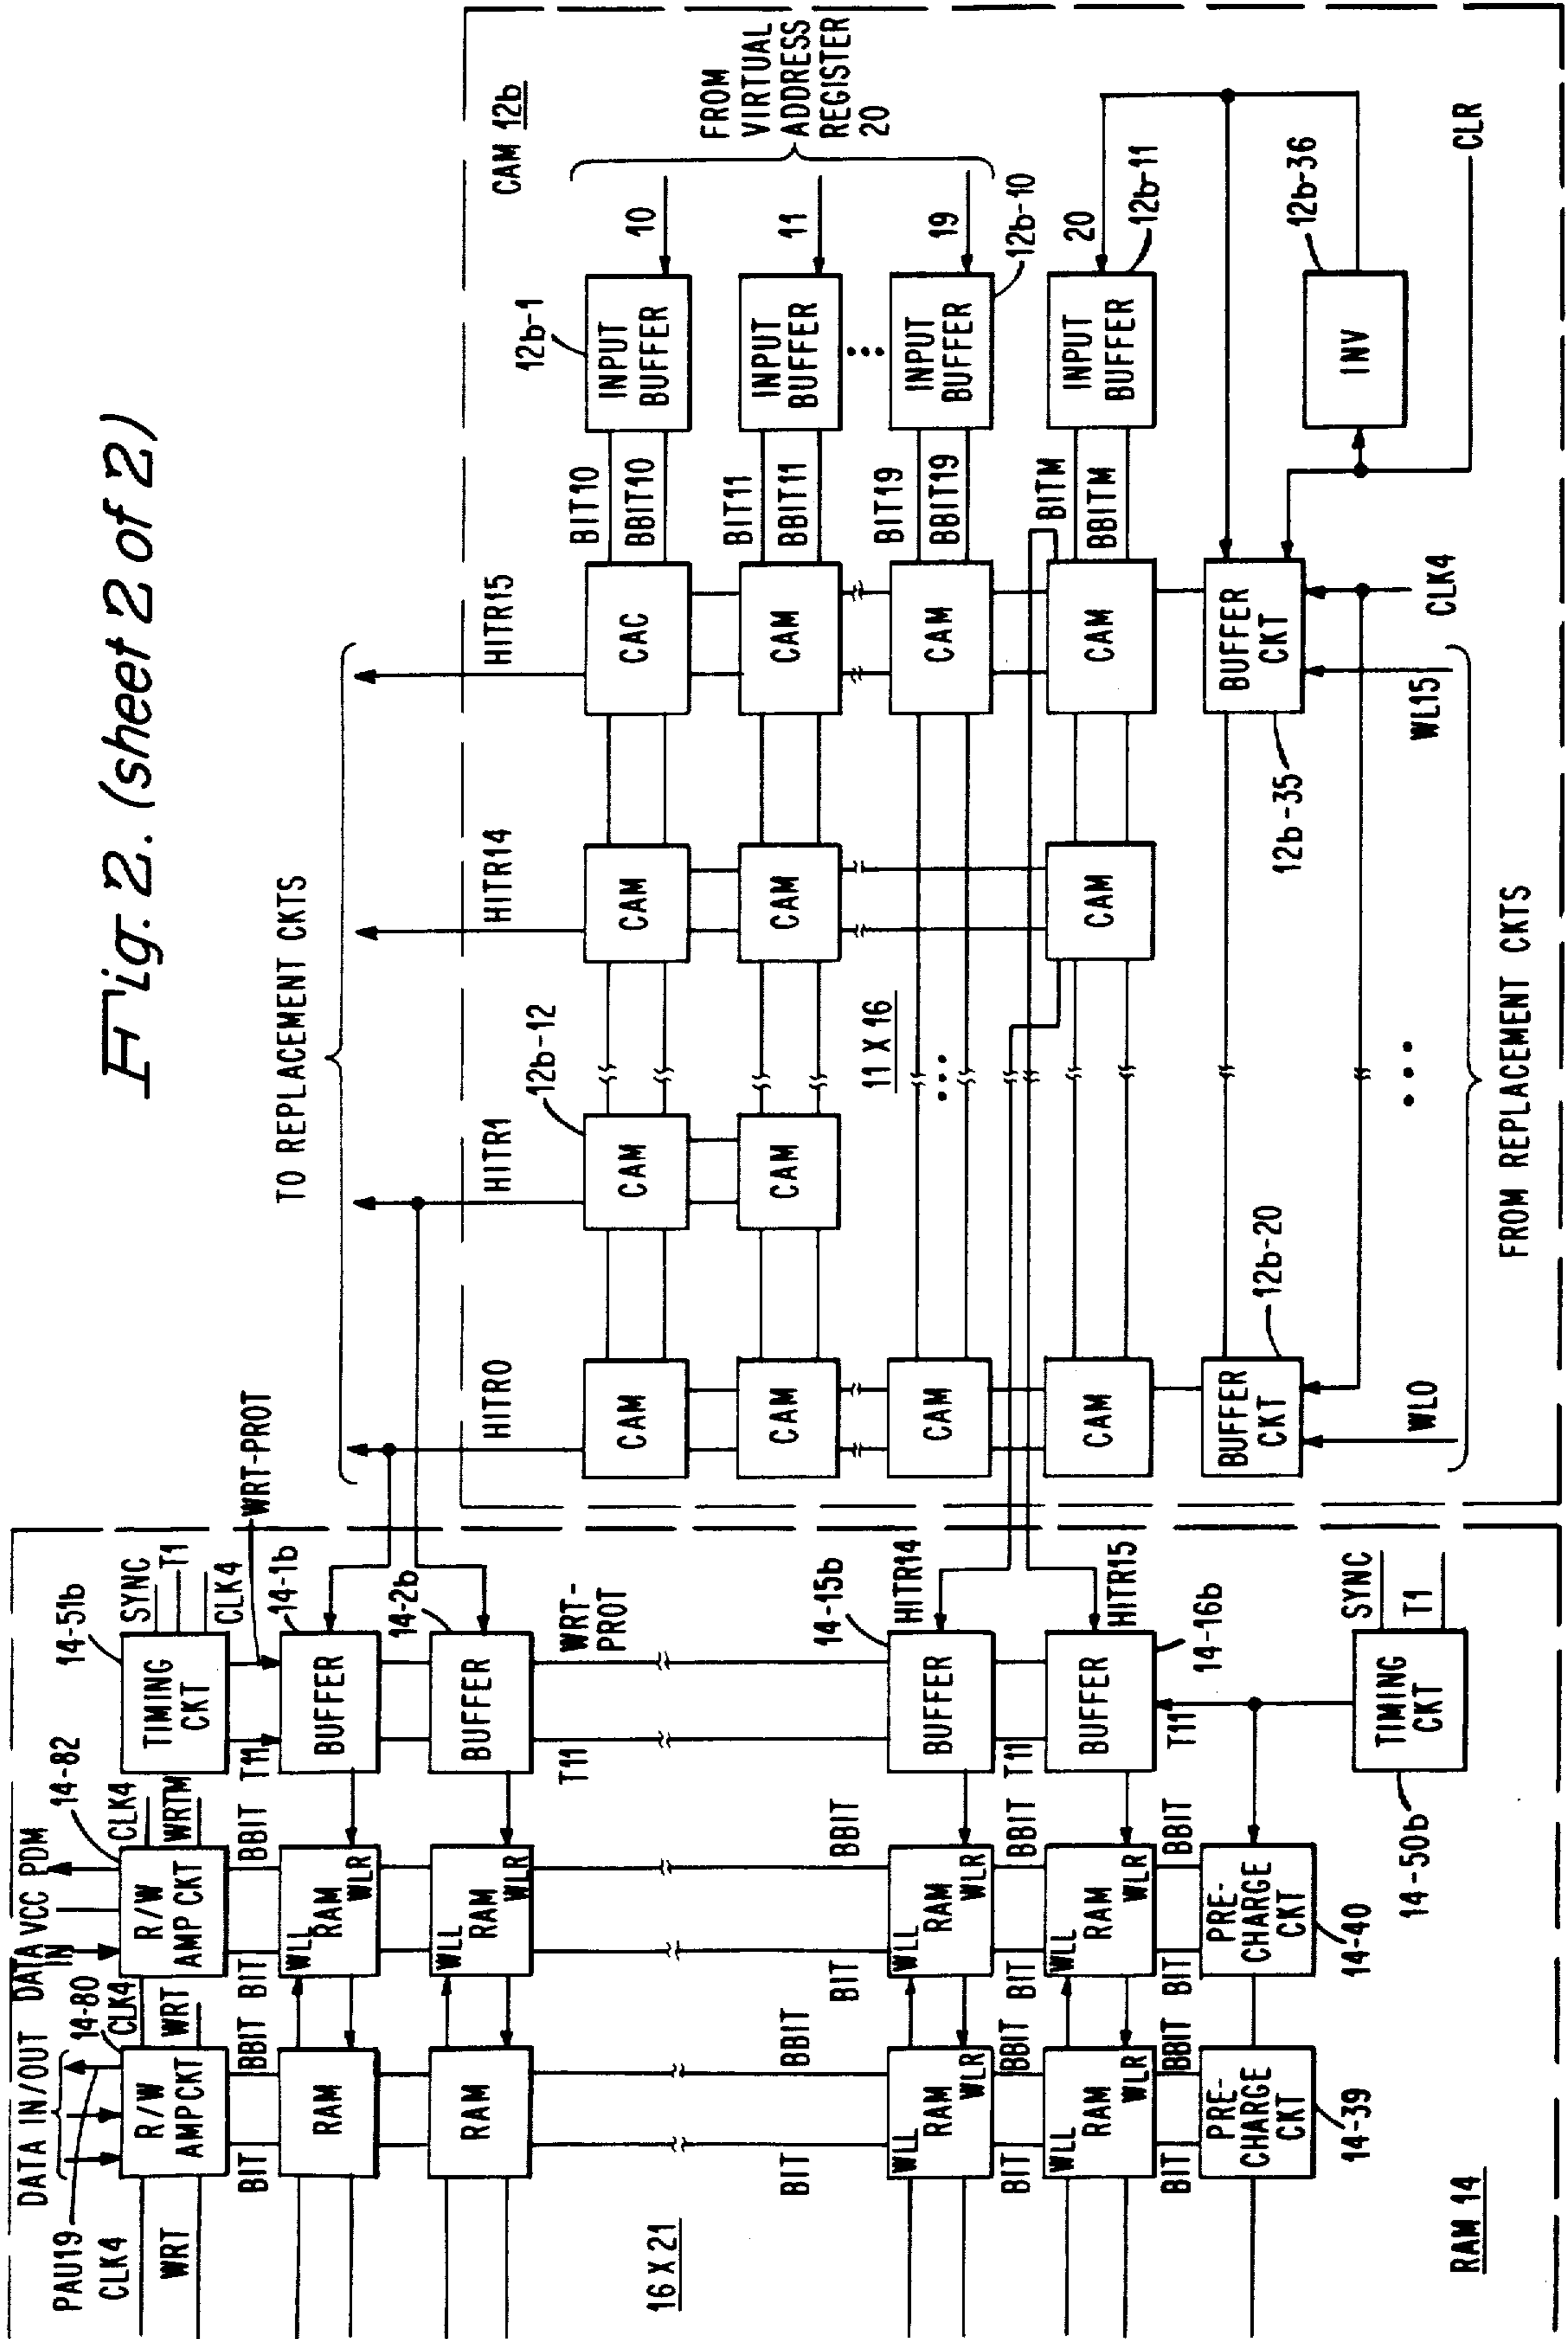 Fig. 2. (sheet 2 of 2)
DATA IN/OUT
DATA IN
VCC
PDM
PAU19
14-80
14-82
14-51b
CLK4
WRT
CLK4
WRT
CLK4
WRTM
SYNC
T1
CLK4
WRT-PROT
R/W AMP CKT
R/W AMP CKT
TIMING CKT
BIT
BBIT
BIT
BBIT
T11
14-1b
RAM
WLL
RAM
WLR
BUFFER
14-2b
RAM
WLL
RAM
WLR
BUFFER
16 X 21
BIT
BBIT
BIT
BBIT
T11
WRT-PROT
14-15b
HITR14
WLL
RAM
WLR
WLL
RAM
WLR
BUFFER
BIT
BBIT
BIT
BBIT
T11
HITR15
WLL
RAM
WLR
WLL
RAM
WLR
BUFFER
14-16b
BIT
BBIT
BIT
BBIT
T11
PRE-CHARGE CKT
PRE-CHARGE CKT
14-39
14-40
TIMING CKT
SYNC
T1
14-50b
RAM 14
TO REPLACEMENT CKTS
HITR0
HITR1
HITR14
HITR15
CAM 12b
CAM
12b-12
CAM
CAM
CAC
BIT10
BBIT10
12b-1
INPUT BUFFER
10
FROM VIRTUAL ADDRESS REGISTER 20
CAM
CAM
CAM
CAM
BIT11
BBIT11
INPUT BUFFER
11
11 X 16
CAM
CAM
BIT19
BBIT19
INPUT BUFFER
19
12b-10
CAM
CAM
CAM
BITM
BBITM
INPUT BUFFER
20
12b-11
BUFFER CKT
12b-20
BUFFER CKT
12b-35
INV
12b-36
WL0
WL15
CLK4
CLR
FROM REPLACEMENT CKTS